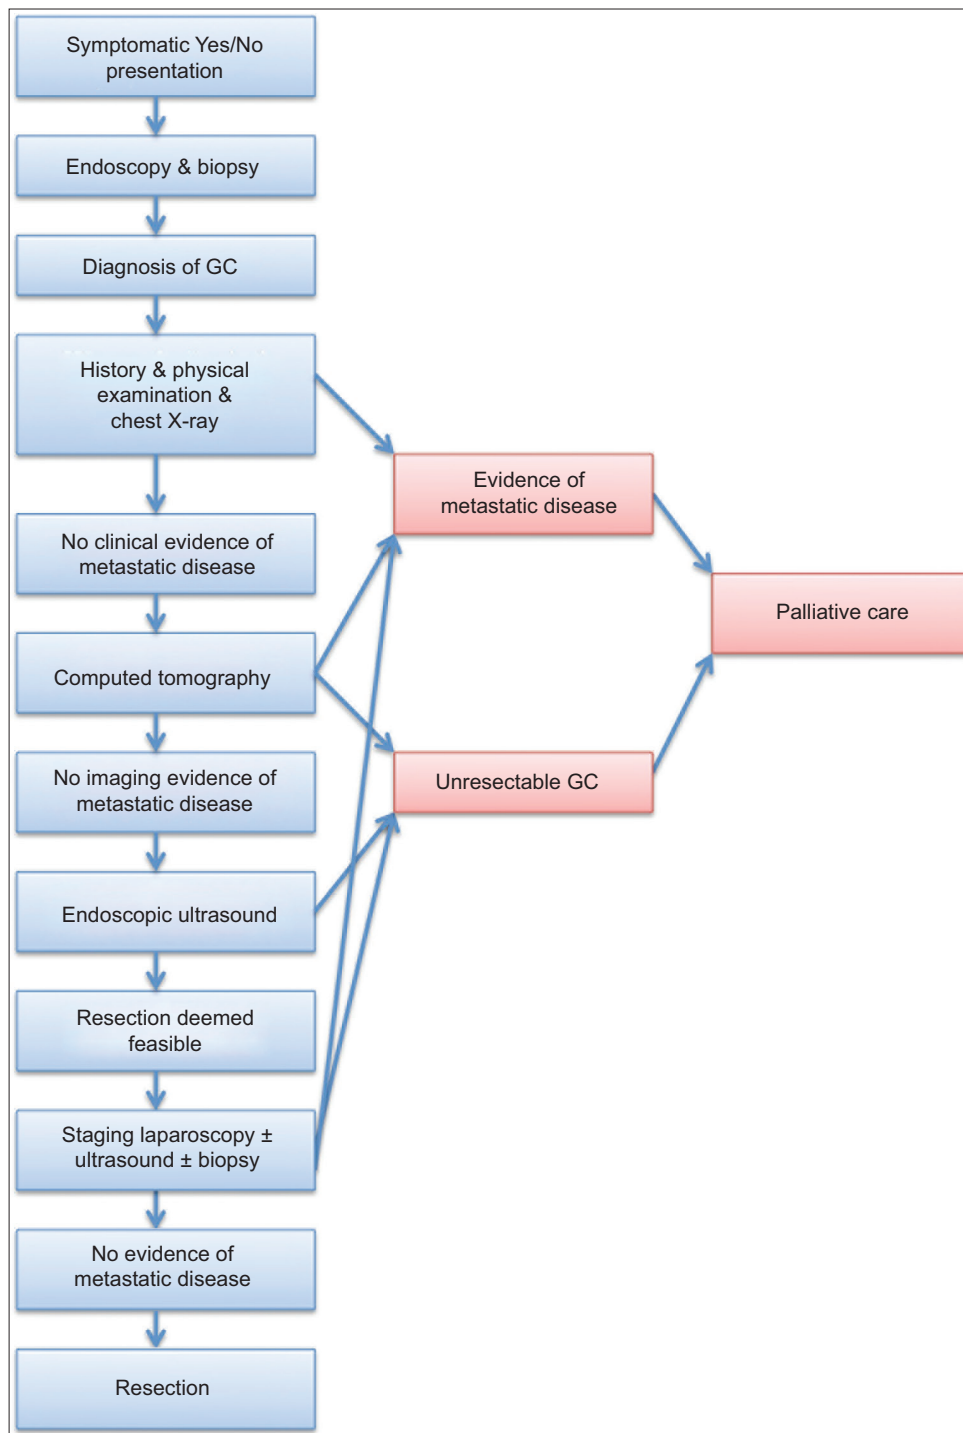 Symptomatic Yes/No
presentation
Endoscopy & biopsy
Diagnosis of GC
History & physical
examination &
chest X-ray
Evidence of
metastatic disease
No clinical evidence of
metastatic disease
Palliative care
Computed tomography
No imaging evidence of
metastatic disease
Unresectable GC
Endoscopic ultrasound
Resection deemed
feasible
Staging laparoscopy ±
ultrasound ± biopsy
No evidence of
metastatic disease
Resection